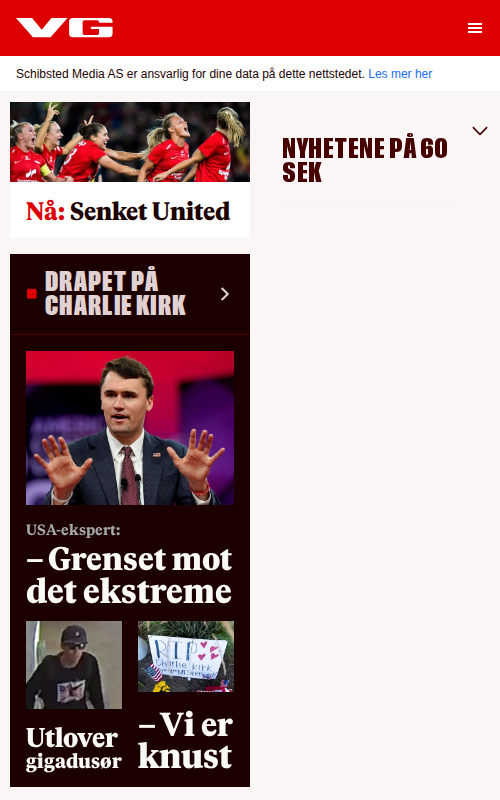 VG
Schibsted Media AS er ansvarlig for dine data på dette nettstedet. Les mer her
Nå: Senket United
NYHETENE PÅ 60
SEK
DRAPET PÅ
CHARLIE KIRK
USA-ekspert:
– Grenset mot
det ekstreme
RIP
Charlie Kirk
Utlover
gigadusør
– Vi er
knust